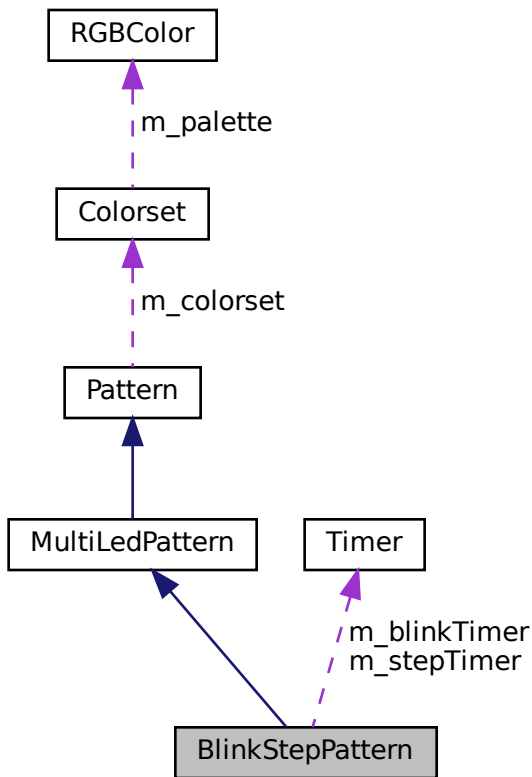 RGBColor
m_palette
Colorset
m_colorset
Pattern
MultiLedPattern
Timer
m_blinkTimer
m_stepTimer
BlinkStepPattern